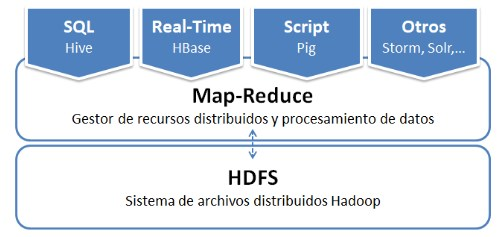 SQL
Hive
Real-Time
HBase
Script
Pig
Otros
Storm, Solr,...
Map-Reduce
Gestor de recursos distribuidos y procesamiento de datos
HDFS
Sistema de archivos distribuidos Hadoop